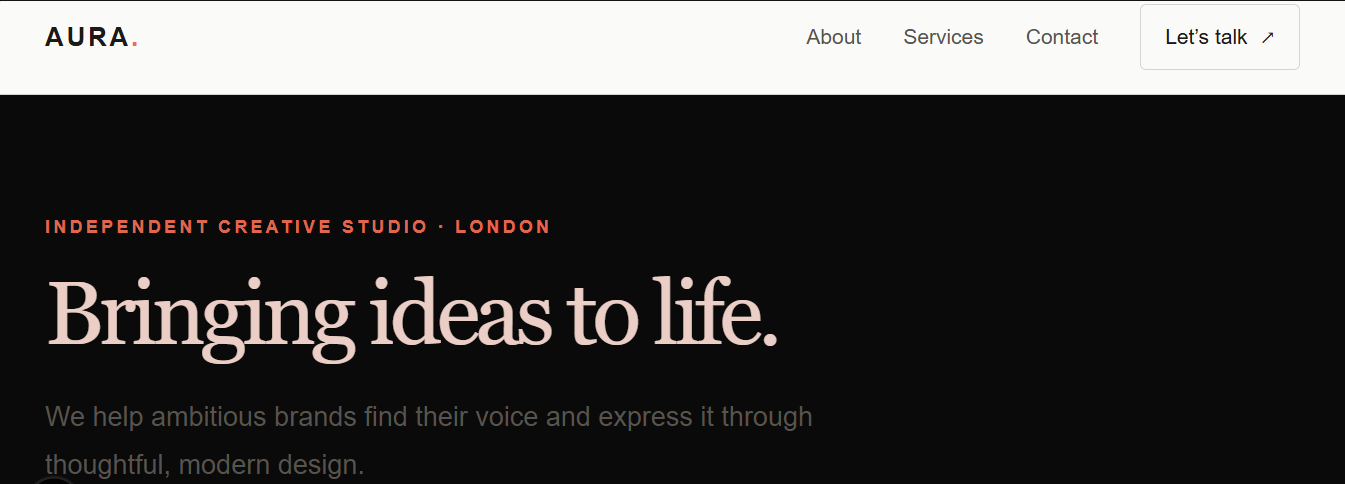 AURA.
About Services Contact Let’s talk ↗
INDEPENDENT CREATIVE STUDIO · LONDON
Bringing ideas to life.
We help ambitious brands find their voice and express it through
thoughtful, modern design.